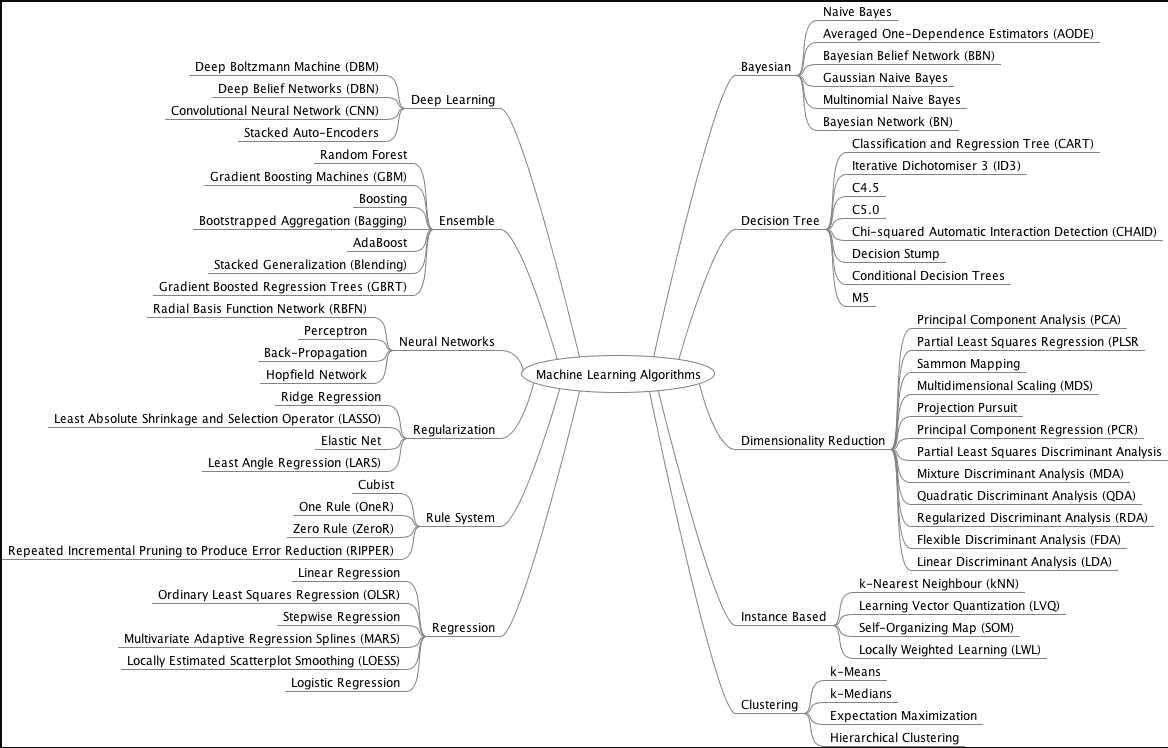 Machine Learning Algorithms
Deep Learning
Deep Boltzmann Machine (DBM)
Deep Belief Networks (DBN)
Convolutional Neural Network (CNN)
Stacked Auto-Encoders
Ensemble
Random Forest
Gradient Boosting Machines (GBM)
Boosting
Bootstrapped Aggregation (Bagging)
AdaBoost
Stacked Generalization (Blending)
Gradient Boosted Regression Trees (GBRT)
Neural Networks
Radial Basis Function Network (RBFN)
Perceptron
Back-Propagation
Hopfield Network
Regularization
Ridge Regression
Least Absolute Shrinkage and Selection Operator (LASSO)
Elastic Net
Least Angle Regression (LARS)
Rule System
Cubist
One Rule (OneR)
Zero Rule (ZeroR)
Repeated Incremental Pruning to Produce Error Reduction (RIPPER)
Regression
Linear Regression
Ordinary Least Squares Regression (OLSR)
Stepwise Regression
Multivariate Adaptive Regression Splines (MARS)
Locally Estimated Scatterplot Smoothing (LOESS)
Logistic Regression
Bayesian
Naive Bayes
Averaged One-Dependence Estimators (AODE)
Bayesian Belief Network (BBN)
Gaussian Naive Bayes
Multinomial Naive Bayes
Bayesian Network (BN)
Decision Tree
Classification and Regression Tree (CART)
Iterative Dichotomiser 3 (ID3)
C4.5
C5.0
Chi-squared Automatic Interaction Detection (CHAID)
Decision Stump
Conditional Decision Trees
M5
Dimensionality Reduction
Principal Component Analysis (PCA)
Partial Least Squares Regression (PLSR
Sammon Mapping
Multidimensional Scaling (MDS)
Projection Pursuit
Principal Component Regression (PCR)
Partial Least Squares Discriminant Analysis
Mixture Discriminant Analysis (MDA)
Quadratic Discriminant Analysis (QDA)
Regularized Discriminant Analysis (RDA)
Flexible Discriminant Analysis (FDA)
Linear Discriminant Analysis (LDA)
Instance Based
k-Nearest Neighbour (kNN)
Learning Vector Quantization (LVQ)
Self-Organizing Map (SOM)
Locally Weighted Learning (LWL)
Clustering
k-Means
k-Medians
Expectation Maximization
Hierarchical Clustering